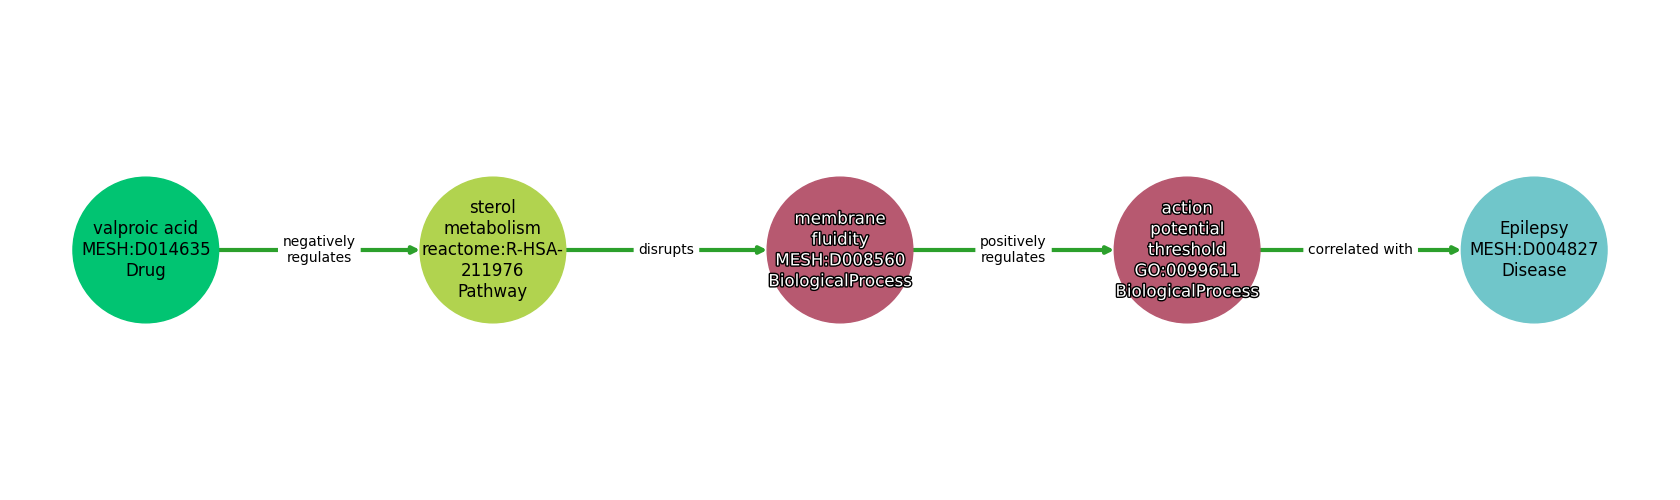 valproic acid
MESH:D014635
Drug
negatively
regulates
sterol
metabolism
reactome:R-HSA-
211976
Pathway
disrupts
membrane
fluidity
MESH:D008560
BiologicalProcess
positively
regulates
action
potential
threshold
GO:0099611
BiologicalProcess
correlated with
Epilepsy
MESH:D004827
Disease